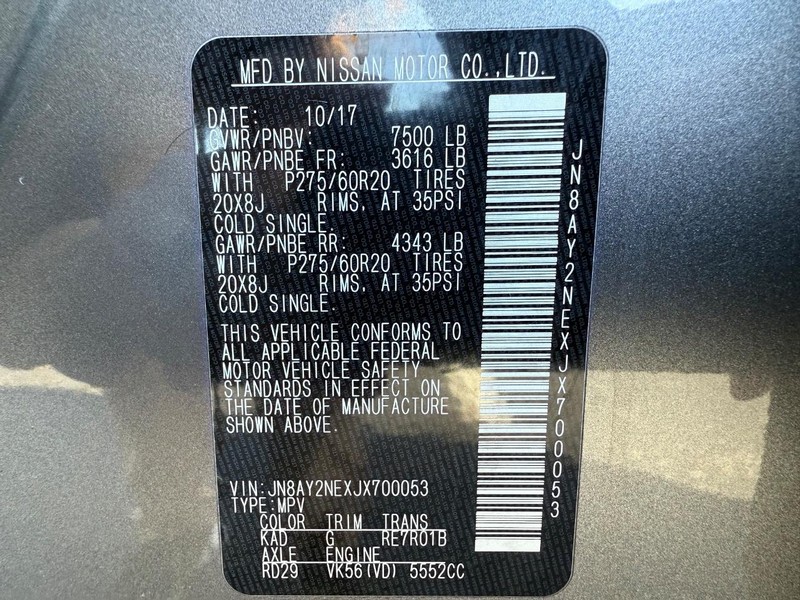 MFD BY NISSAN MOTOR CO.,LTD.
DATE: 10/17
GVWR/PNBV: 7500 LB
GAWR/PNBE FR: 3616 LB
WITH P275/60R20 TIRES
20X8J RIMS, AT 35PSI
COLD SINGLE.
GAWR/PNBE RR: 4343 LB
WITH P275/60R20 TIRES
20X8J RIMS, AT 35PSI
COLD SINGLE.
THIS VEHICLE CONFORMS TO
ALL APPLICABLE FEDERAL
MOTOR VEHICLE SAFETY
STANDARDS IN EFFECT ON
THE DATE OF MANUFACTURE
SHOWN ABOVE.
VIN:JN8AY2NEXJX700053
TYPE:MPV
COLOR TRIM TRANS
KAD G RE7R01B
AXLE ENGINE
RD29 VK56(VD) 5552CC
JN8AY2NEXJX700053